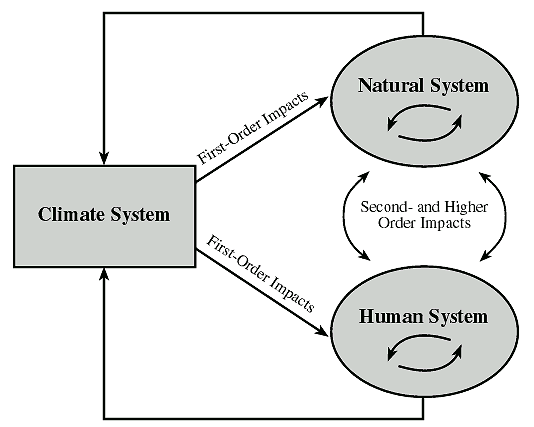 Natural System
First-Order Impacts
Climate System
Second- and Higher
Order Impacts
First-Order Impacts
Human System